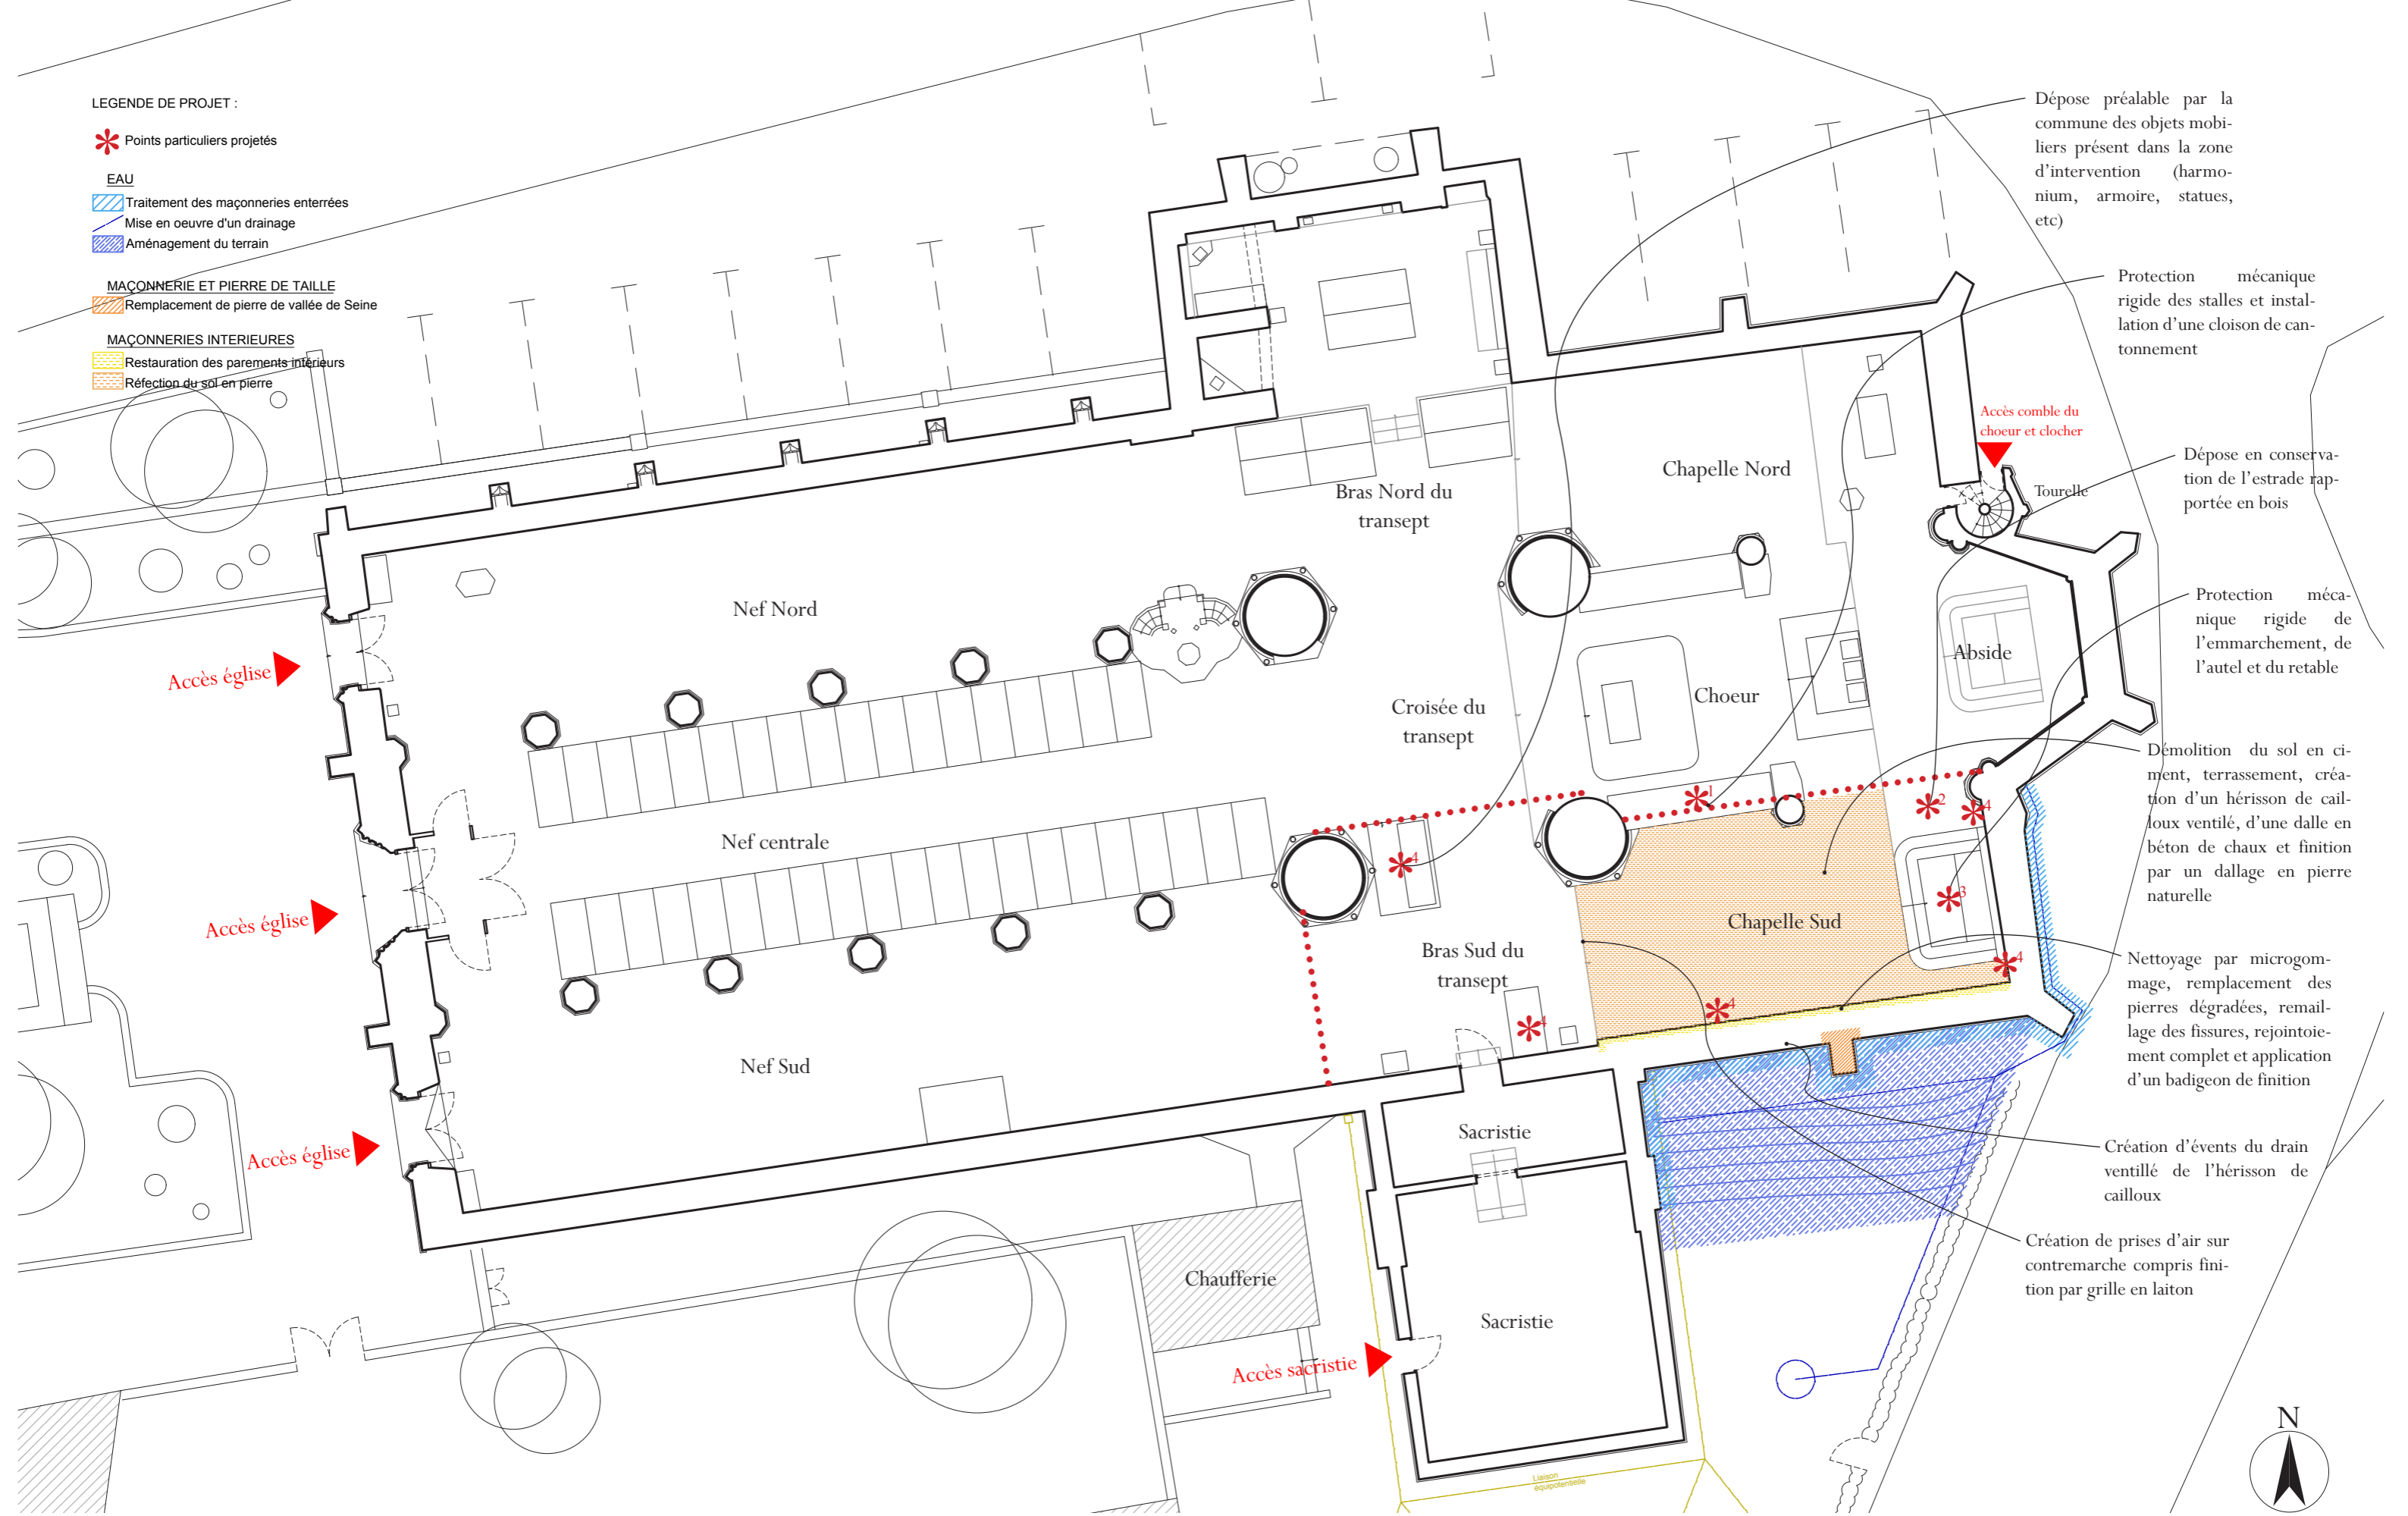 LEGENDE DE PROJET :
Points particuliers projetés
EAU
Traitement des maçonneries enterrées
Mise en oeuvre d'un drainage
Aménagement du terrain
MAÇONNERIE ET PIERRE DE TAILLE
Remplacement de pierre de vallée de Seine
MAÇONNERIES INTERIEURES
Restauration des parements intérieurs
Réfection du sol en pierre
Dépose préalable par la
commune des objets mobi-
liers présent dans la zone
d'intervention (harmo-
nium, armoire, statues,
etc)
Protection mécanique
rigide des stalles et instal-
lation d'une cloison de can-
tonnement
Accès comble du
choeur et clocher
Tourelle
Dépose en conserva-
tion de l'estrade rap-
portée en bois
Protection méca-
nique rigide de
l'emmarchement, de
l'autel et du retable
Démolition du sol en ci-
ment, terrassement, créa-
tion d'un hérisson de cail-
loux ventilé, d'une dalle en
béton de chaux et finition
par un dallage en pierre
naturelle
Nettoyage par microgom-
mage, remplacement des
pierres dégradées, remail-
lage des fissures, rejointoie-
ment complet et application
d'un badigeon de finition
Création d'évents du drain
ventillé de l'hérisson de
cailloux
Création de prises d'air sur
contremarche compris fini-
tion par grille en laiton
Chapelle Nord
Bras Nord du
transept
Nef Nord
Abside
Choeur
Croisée du
transept
Nef centrale
Chapelle Sud
Bras Sud du
transept
Nef Sud
Sacristie
Sacristie
Chaufferie
Accès église
Accès église
Accès église
Accès sacristie
1
2
4
3
4
4
4
4
Liaison
équipotentielle
N